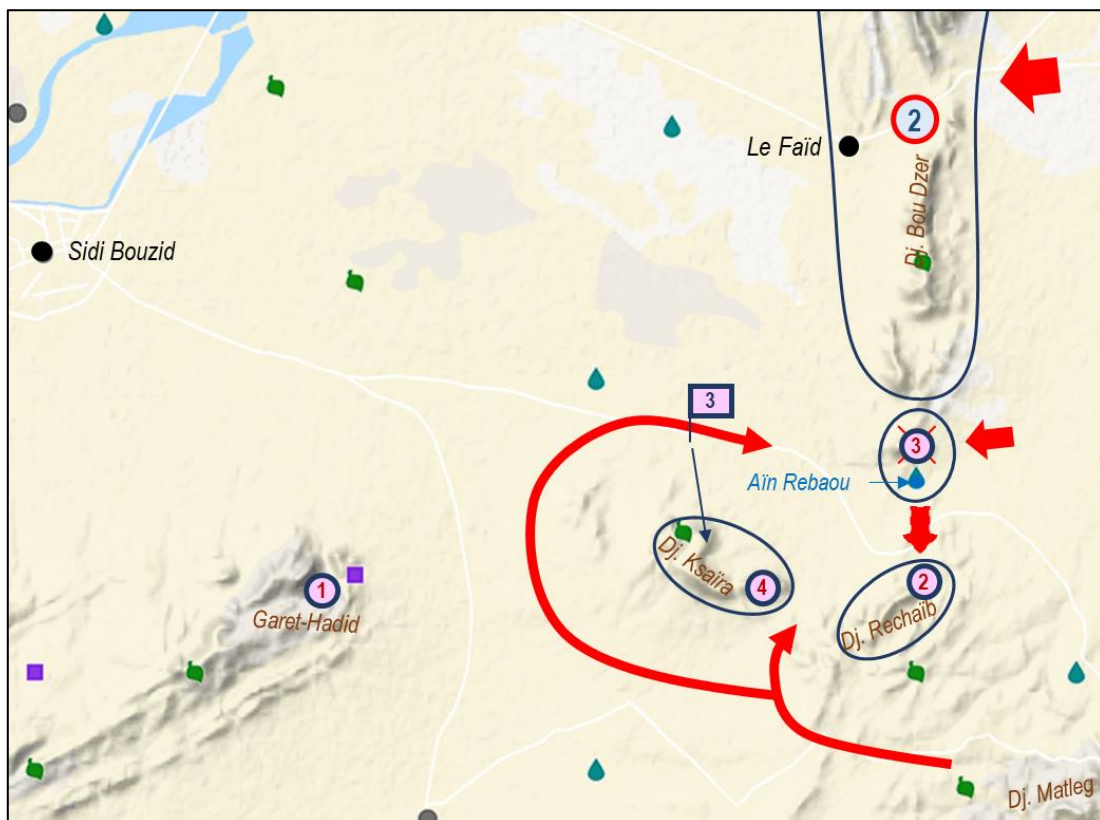 2
Le Faïd
Dj. Bou Dzer
Sidi Bouzid
3
3
Aïn Rebaou
Dj. Ksaïra
4
2
Dj. Rechaïb
1
Garet-Hadid
Dj. Matleg